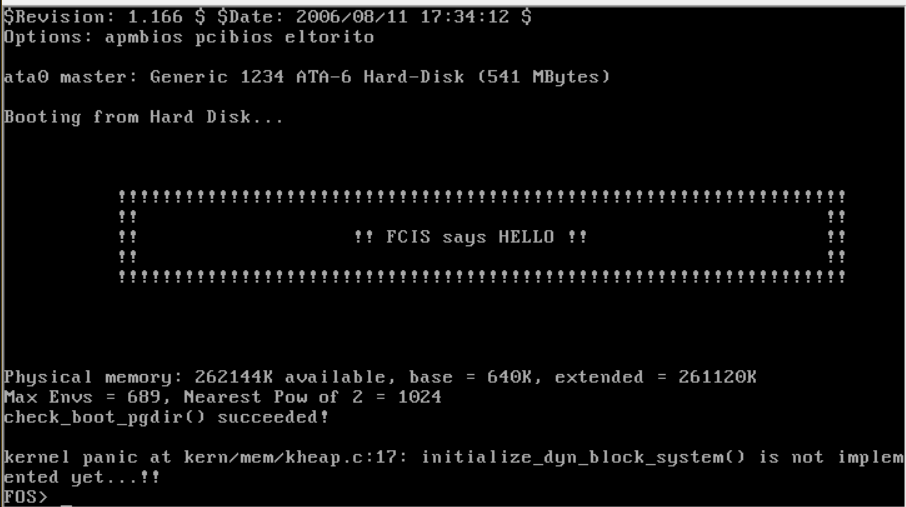 $Revision: 1.166 $ $Date: 2006/08/11 17:34:12 $
Options: apmbios pcibios eltorito
ata0 master: Generic 1234 ATA-6 Hard-Disk (541 MBytes)
Booting from Hard Disk...
!!!!!!!!!!!!!!!!!!!!!!!!!!!!!!!!!!!!!!!!!!!!!!!!!!!!!!!!!!!!!!!!!!!!!!!!!
!! !!
!! !! FCIS says HELLO !! !!
!! !!
!!!!!!!!!!!!!!!!!!!!!!!!!!!!!!!!!!!!!!!!!!!!!!!!!!!!!!!!!!!!!!!!!!!!!!!!!
Physical memory: 262144K available, base = 640K, extended = 261120K
Max Envs = 689, Nearest Pow of 2 = 1024
check_boot_pgdir() succeeded!
kernel panic at kern/mem/kheap.c:17: initialize_dyn_block_system() is not implem
ented yet...!!
FOS> _